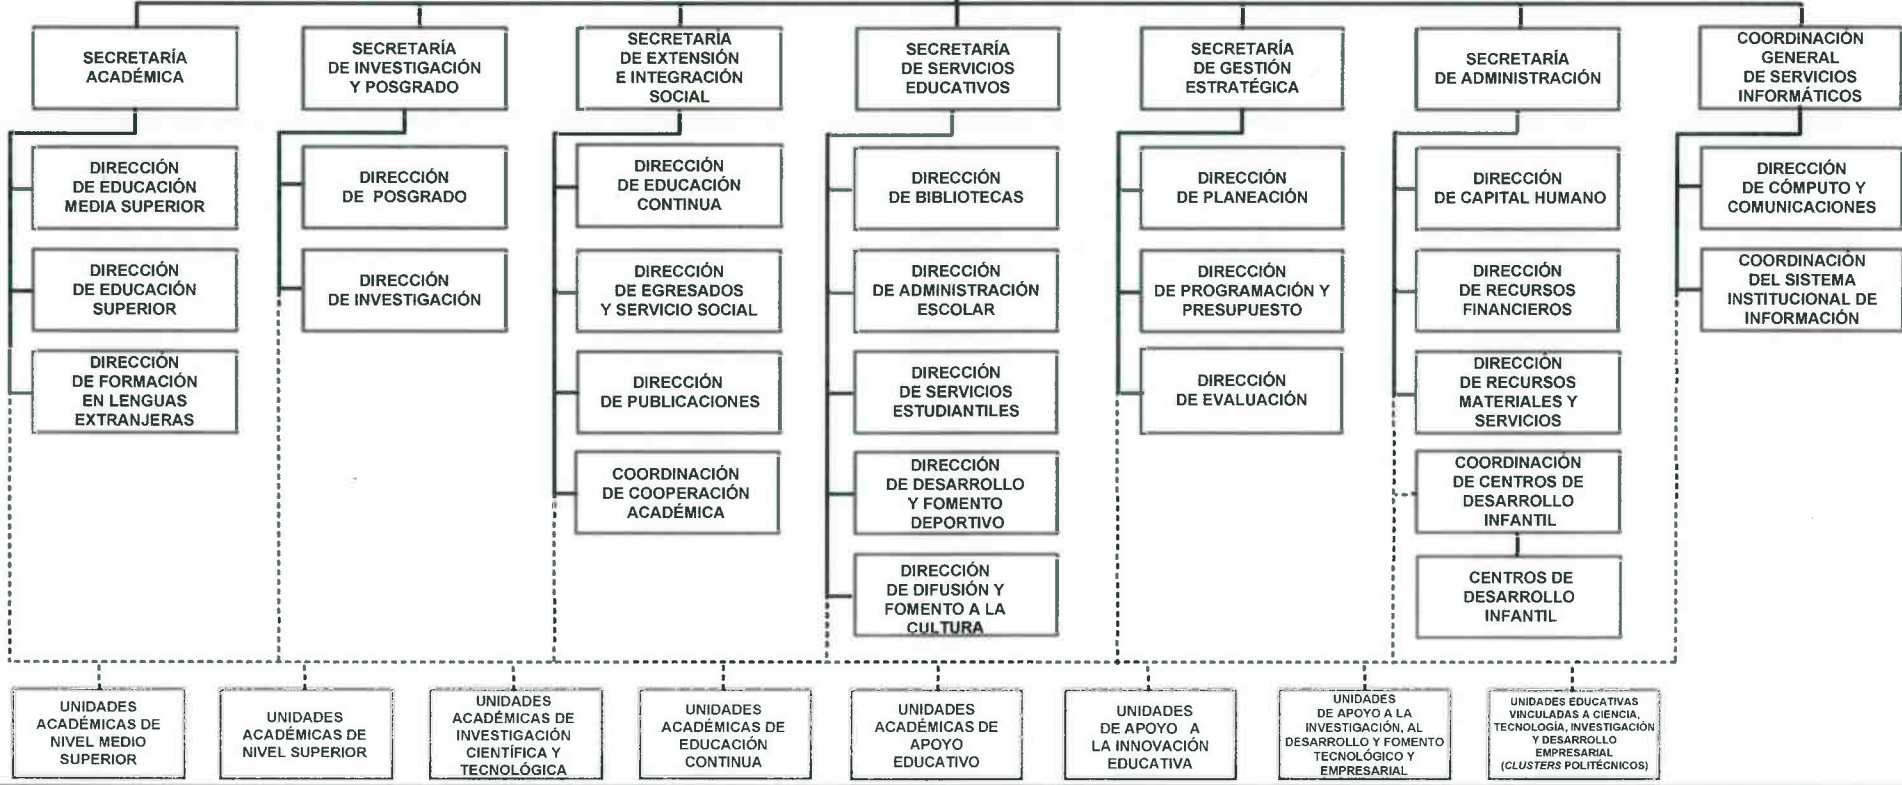 SECRETARÍA
ACADÉMICA
SECRETARÍA
DE INVESTIGACIÓN
Y POSGRADO
SECRETARÍA
DE EXTENSIÓN
E INTEGRACIÓN
SOCIAL
SECRETARÍA
DE SERVICIOS
EDUCATIVOS
SECRETARÍA
DE GESTIÓN
ESTRATÉGICA
SECRETARÍA
DE ADMINISTRACIÓN
COORDINACIÓN
GENERAL
DE SERVICIOS
INFORMÁTICOS
DIRECCIÓN
DE EDUCACIÓN
MEDIA SUPERIOR
DIRECCIÓN
DE EDUCACIÓN
SUPERIOR
DIRECCIÓN
DE FORMACIÓN
EN LENGUAS
EXTRANJERAS
DIRECCIÓN
DE POSGRADO
DIRECCIÓN
DE INVESTIGACIÓN
DIRECCIÓN
DE EDUCACIÓN
CONTINUA
DIRECCIÓN
DE EGRESADOS
Y SERVICIO SOCIAL
DIRECCIÓN
DE PUBLICACIONES
COORDINACIÓN
DE COOPERACIÓN
ACADÉMICA
DIRECCIÓN
DE BIBLIOTECAS
DIRECCIÓN
DE ADMINISTRACIÓN
ESCOLAR
DIRECCIÓN
DE SERVICIOS
ESTUDIANTILES
DIRECCIÓN
DE DESARROLLO
Y FOMENTO
DEPORTIVO
DIRECCIÓN
DE DIFUSIÓN Y
FOMENTO A LA
CULTURA
DIRECCIÓN
DE PLANEACIÓN
DIRECCIÓN
DE PROGRAMACIÓN Y
PRESUPUESTO
DIRECCIÓN
DE EVALUACIÓN
DIRECCIÓN
DE CAPITAL HUMANO
DIRECCIÓN
DE RECURSOS
FINANCIEROS
DIRECCIÓN
DE RECURSOS
MATERIALES Y
SERVICIOS
COORDINACIÓN
DE CENTROS DE
DESARROLLO
INFANTIL
CENTROS DE
DESARROLLO
INFANTIL
DIRECCIÓN
DE CÓMPUTO Y
COMUNICACIONES
COORDINACIÓN
DEL SISTEMA
INSTITUCIONAL DE
INFORMACIÓN
UNIDADES
ACADÉMICAS DE
NIVEL MEDIO
SUPERIOR
UNIDADES
ACADÉMICAS DE
NIVEL SUPERIOR
UNIDADES
ACADÉMICAS DE
INVESTIGACIÓN
CIENTÍFICA Y
TECNOLÓGICA
UNIDADES
ACADÉMICAS DE
EDUCACIÓN
CONTINUA
UNIDADES
ACADÉMICAS DE
APOYO
EDUCATIVO
UNIDADES
DE APOYO A
LA INNOVACIÓN
EDUCATIVA
UNIDADES
DE APOYO A LA
INVESTIGACIÓN, AL
DESARROLLO Y FOMENTO
TECNOLÓGICO Y
EMPRESARIAL
UNIDADES EDUCATIVAS
VINCULADAS A CIENCIA,
TECNOLOGÍA, INVESTIGACIÓN
Y DESARROLLO
EMPRESARIAL
(CLUSTERS POLITÉCNICOS)